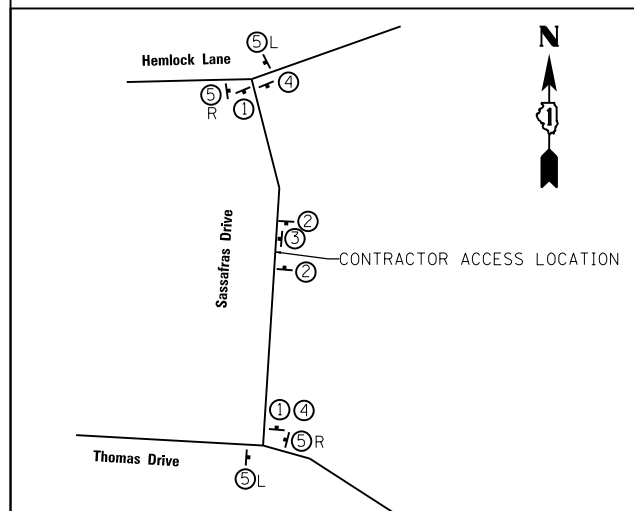 5 L
Hemlock Lane
N
4
5
R
1
1
2
3
Sassafras Drive
CONTRACTOR ACCESS LOCATION
2
1 4
5 R
Thomas Drive
5 L